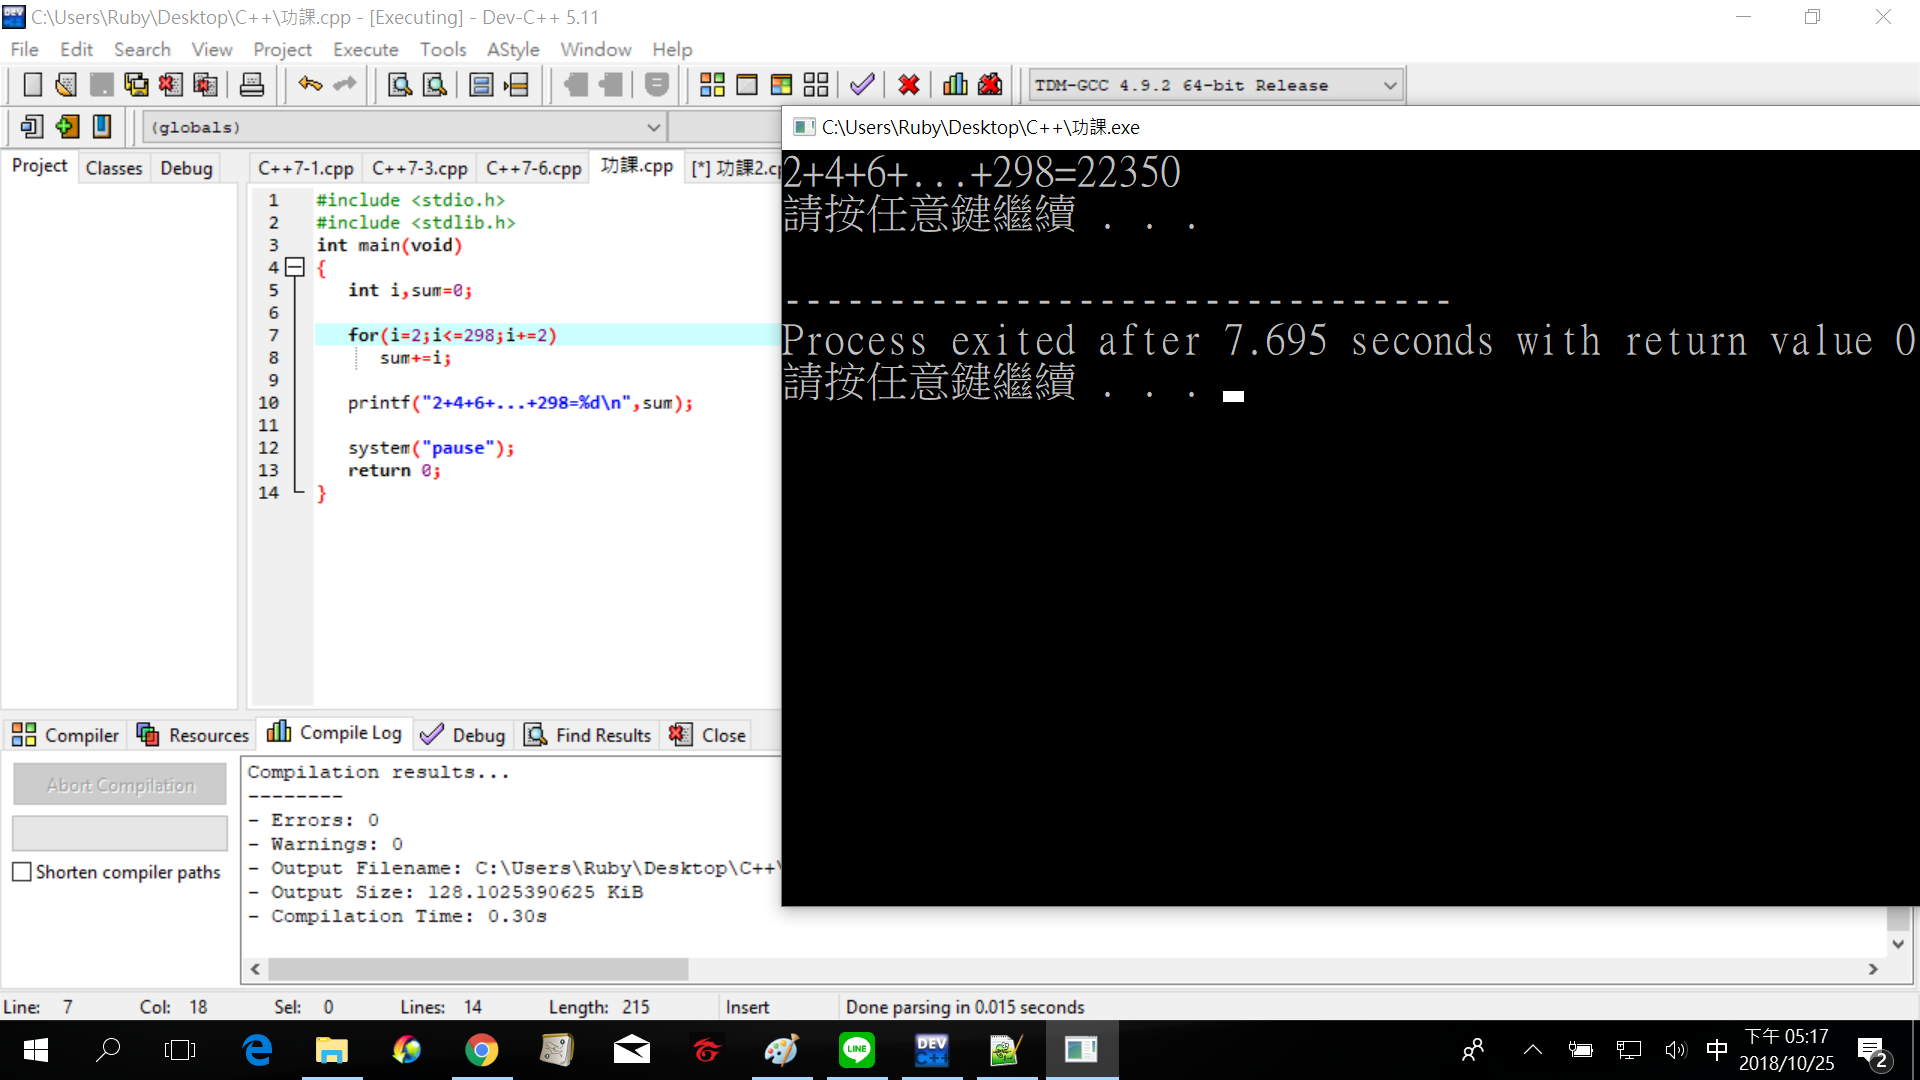 C:\Users\Ruby\Desktop\C++\功課.cpp - [Executing] - Dev-C++ 5.11
File Edit Search View Project Execute Tools AStyle Window Help
TDM-GCC 4.9.2 64-bit Release
(globals)
Project Classes Debug
C++7-1.cpp C++7-3.cpp C++7-6.cpp 功課.cpp [*] 功課2.cp
1 #include <stdio.h>
2 #include <stdlib.h>
3 int main(void)
4 {
5 int i,sum=0;
6
7 for(i=2;i<=298;i+=2)
8 sum+=i;
9
10 printf("2+4+6+...+298=%d\n",sum);
11
12 system("pause");
13 return 0;
14 }
C:\Users\Ruby\Desktop\C++\功課.exe
2+4+6+...+298=22350
請按任意鍵繼續 . . .
--------------------------------
Process exited after 7.695 seconds with return value 0
請按任意鍵繼續 . . .
Compiler Resources Compile Log Debug Find Results Close
Abort Compilation
Shorten compiler paths
Compilation results...
--------
- Errors: 0
- Warnings: 0
- Output Filename: C:\Users\Ruby\Desktop\C++\
- Output Size: 128.1025390625 KiB
- Compilation Time: 0.30s
Line: 7 Col: 18 Sel: 0 Lines: 14 Length: 215 Insert Done parsing in 0.015 seconds
LINE
DEV C++
中
下午 05:17
2018/10/25
2